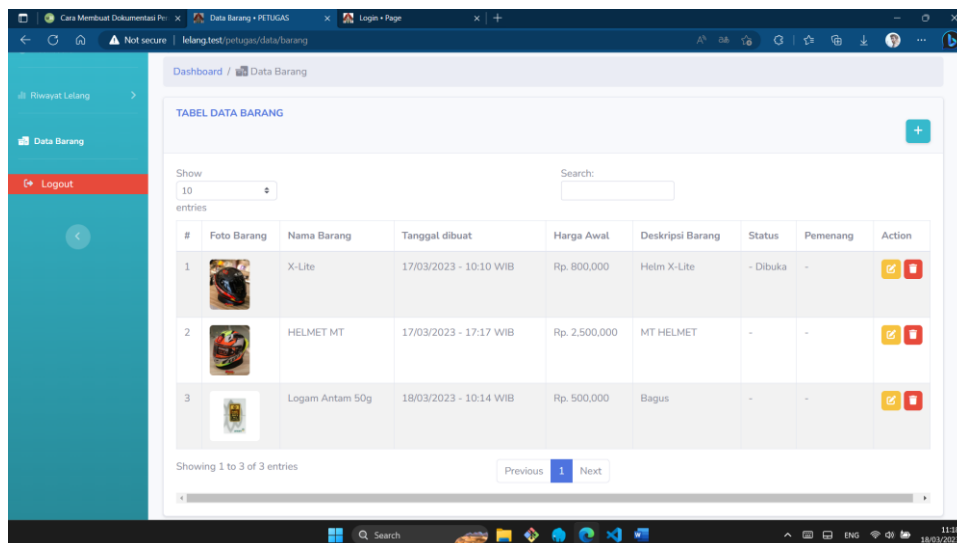 Cara Membuat Dokumentasi Per
Data Barang • PETUGAS
Login • Page
Not secure | lelang.test/petugas/data/barang
Dashboard / Data Barang
Riwayat Lelang
Data Barang
Logout
TABEL DATA BARANG
+
Show
10
entries
Search:
# Foto Barang Nama Barang Tanggal dibuat Harga Awal Deskripsi Barang Status Pemenang Action
1 X-Lite 17/03/2023 - 10:10 WIB Rp. 800,000 Helm X-Lite - Dibuka -
2 HELMET MT 17/03/2023 - 17:17 WIB Rp. 2,500,000 MT HELMET - -
3 Logam Antam 50g 18/03/2023 - 10:14 WIB Rp. 500,000 Bagus - -
Showing 1 to 3 of 3 entries
Previous 1 Next
Search
ENG